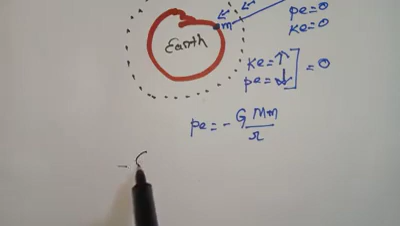 Pe=0
m
Ke=0
Earth
Ke=↑
Pe=↓ =0
Pe = - G Mm
r
-